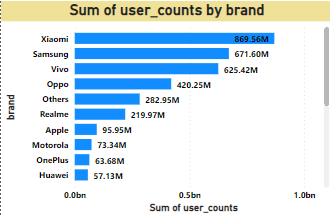 Sum of user_counts by brand
Xiaomi 869.56M
Samsung 671.60M
Vivo 625.42M
Oppo 420.25M
Others 282.95M
Realme 219.97M
Apple 95.95M
Motorola 73.34M
OnePlus 63.68M
Huawei 57.13M
brand
0.0bn 0.5bn 1.0bn
Sum of user_counts